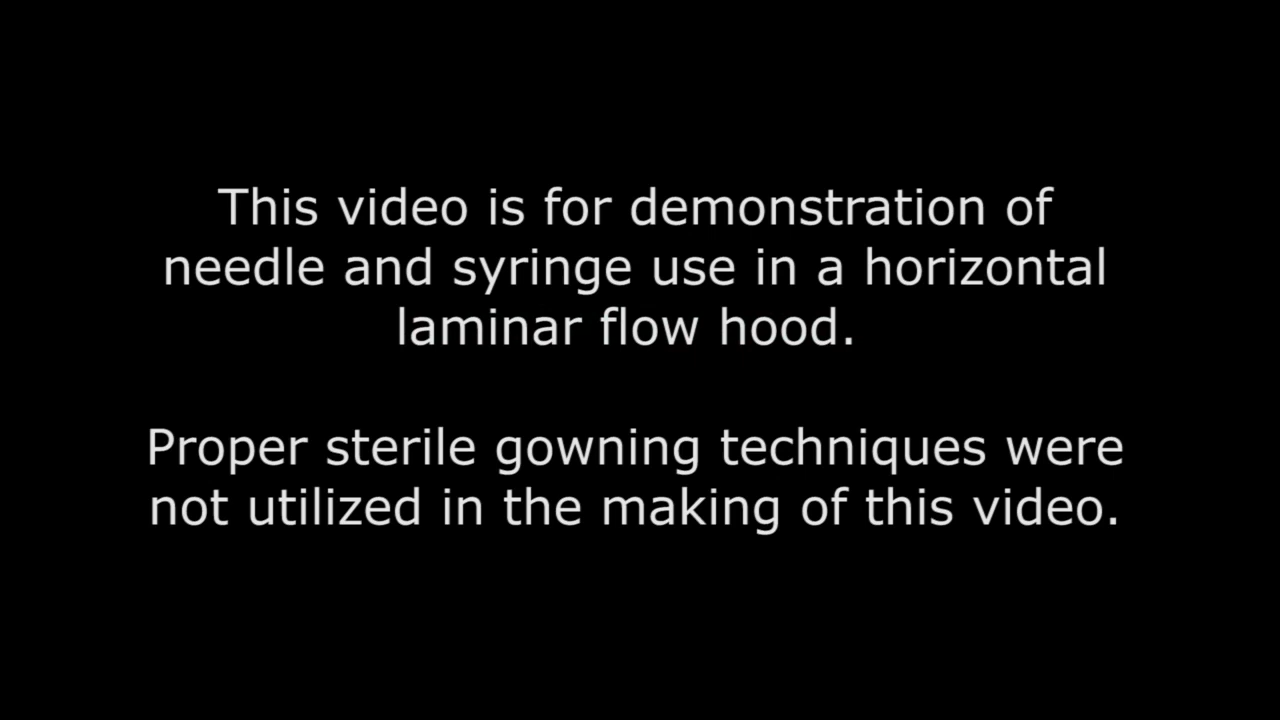 This video is for demonstration of
needle and syringe use in a horizontal
laminar flow hood.
Proper sterile gowning techniques were
not utilized in the making of this video.